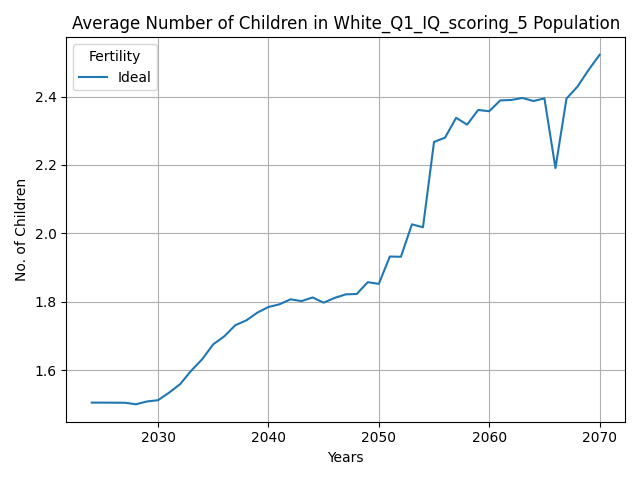 Average Number of Children in White_Q1_IQ_scoring_5 Population
Fertility
Ideal
No. of Children
2.4
2.2
2.0
1.8
1.6
2030 2040 2050 2060 2070
Years